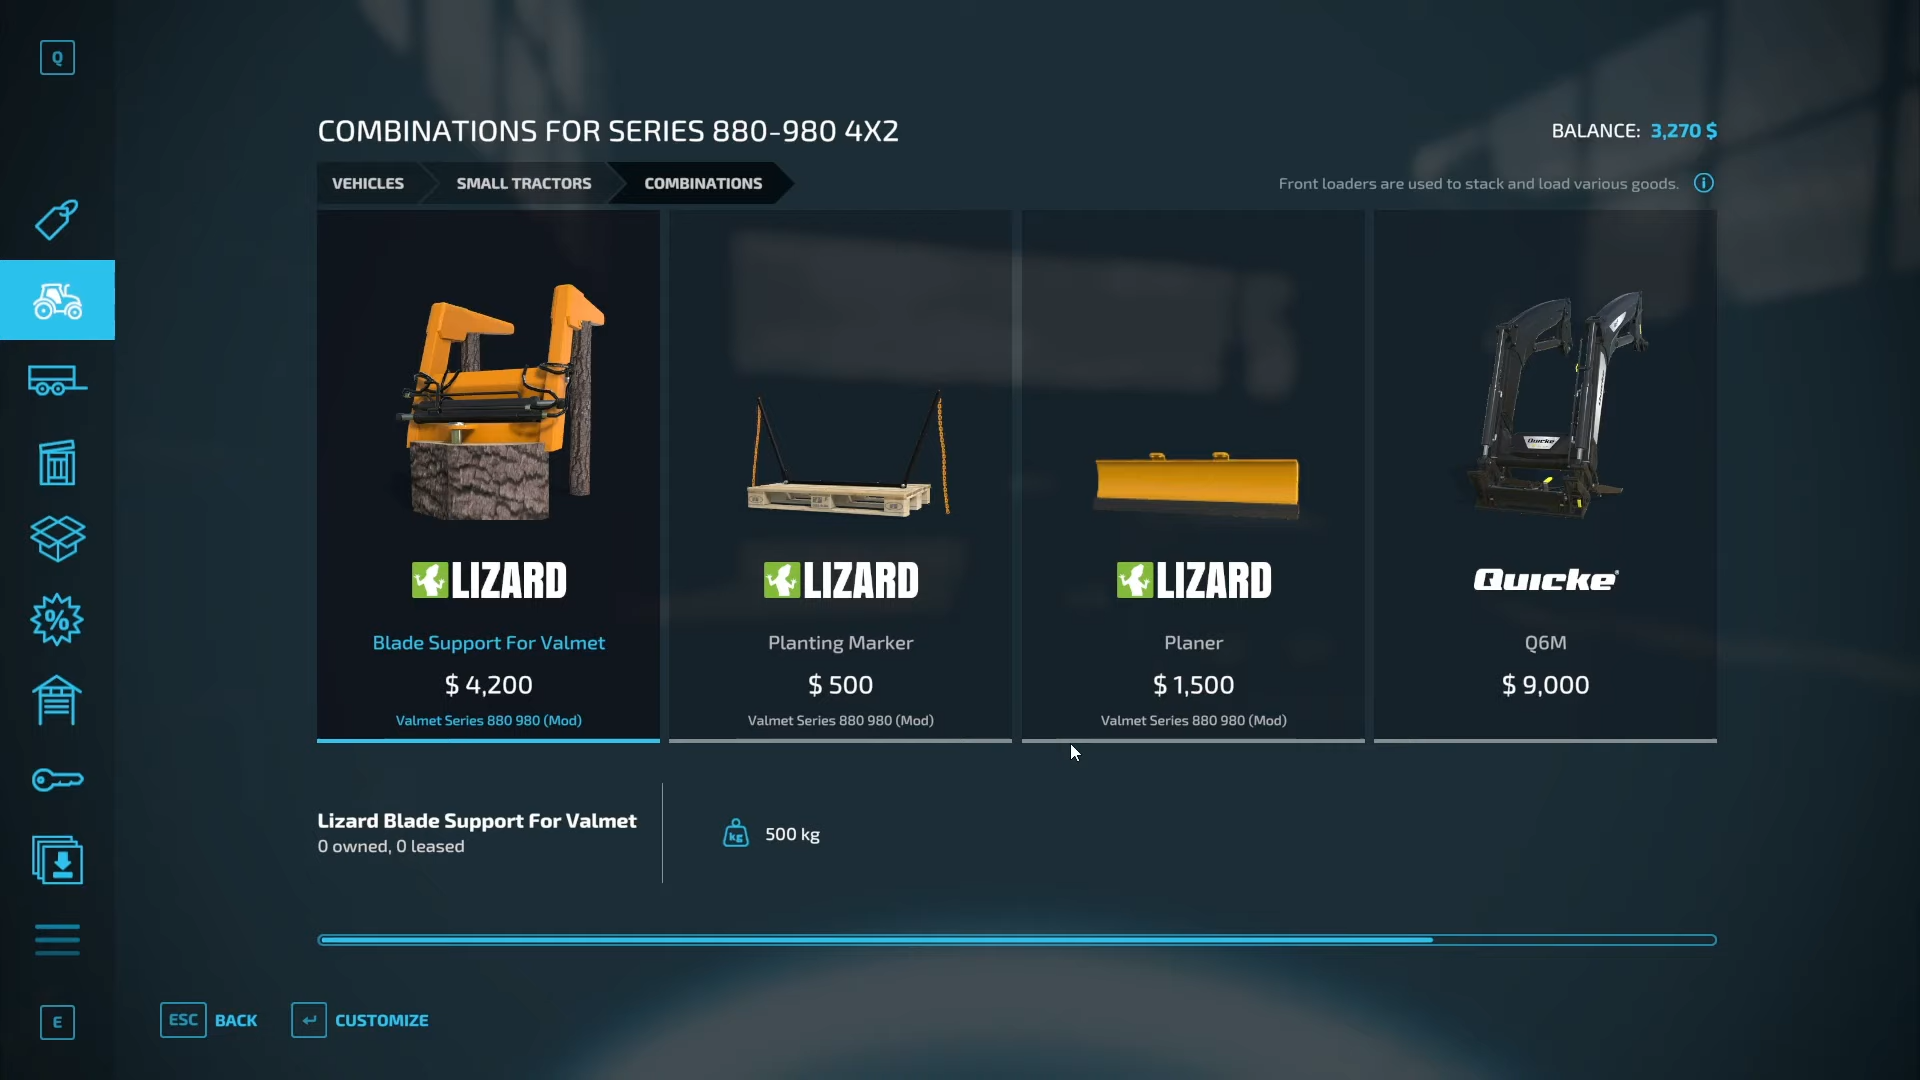 Q
COMBINATIONS FOR SERIES 880-980 4X2
BALANCE: 3,270 $
VEHICLES
SMALL TRACTORS
COMBINATIONS
Front loaders are used to stack and load various goods.
LIZARD
Blade Support For Valmet
$ 4,200
Valmet Series 880 980 (Mod)
LIZARD
Planting Marker
$ 500
Valmet Series 880 980 (Mod)
LIZARD
Planer
$ 1,500
Valmet Series 880 980 (Mod)
Quicke
Quicke
Q6M
$ 9,000
Lizard Blade Support For Valmet
0 owned, 0 leased
kg
500 kg
E
ESC BACK
CUSTOMIZE